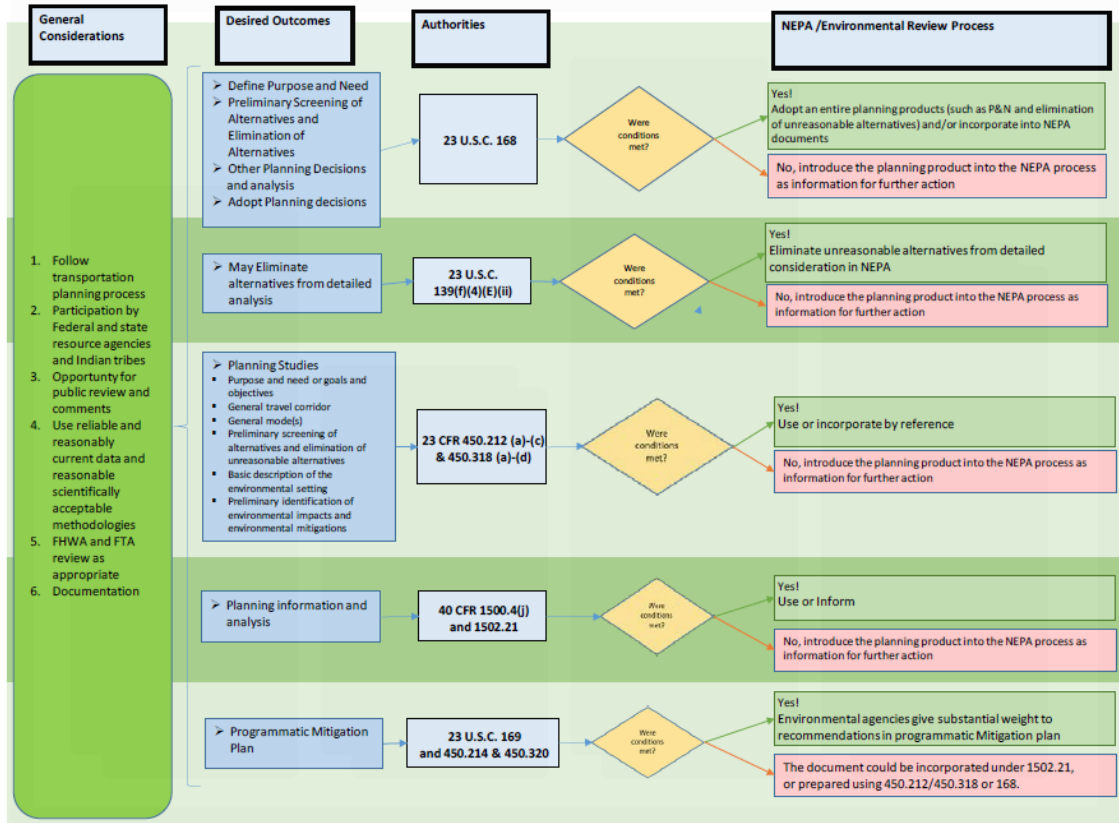 General
Considerations
Desired Outcomes
Authorities
NEPA /Environmental Review Process
1. Follow
transportation
planning process
2. Participation by
Federal and state
resource agencies
and Indian tribes
3. Opportunty for
public review and
comments
4. Use reliable and
reasonably
current data and
reasonable
scientifically
acceptable
methodologies
5. FHWA and FTA
review as
appropriate
6. Documentation
➢ Define Purpose and Need
➢ Preliminary Screening of
Alternatives and
Elimination of
Alternatives
➢ Other Planning Decisions
and analysis
➢ Adopt Planning decisions
23 U.S.C. 168
Were
conditions
met?
Yes!
Adopt an entire planning products (such as P&N and elimination
of unreasonable alternatives) and/or incorporate into NEPA
documents
No, introduce the planning product into the NEPA process
as information for further action
➢ May Eliminate
alternatives from detailed
analysis
23 U.S.C.
139(f)(4)(E)(ii)
Were
conditions
met?
Yes!
Eliminate unreasonable alternatives from detailed
consideration in NEPA
No, introduce the planning product into the NEPA process as
information for further action
➢ Planning Studies
▪ Purpose and need or goals and
objectives
▪ General travel corridor
▪ General mode(s)
▪ Preliminary screening of
alternatives and elimination of
unreasonable alternatives
▪ Basic description of the
environmental setting
▪ Preliminary identification of
environmental impacts and
environmental mitigations
23 CFR 450.212 (a)-(c)
& 450.318 (a)-(d)
Were
conditions
met?
Yes!
Use or incorporate by reference
No, introduce the planning product into the NEPA process as
information for further action
➢ Planning information and
analysis
40 CFR 1500.4(j)
and 1502.21
Were
conditions
met?
Yes!
Use or Inform
No, introduce the planning product into the NEPA process as
information for further action
➢ Programmatic Mitigation
Plan
23 U.S.C. 169
and 450.214 & 450.320
Were
conditions
met?
Yes!
Environmental agencies give substantial weight to
recommendations in programmatic Mitigation plan
The document could be incorporated under 1502.21,
or prepared using 450.212/450.318 or 168.